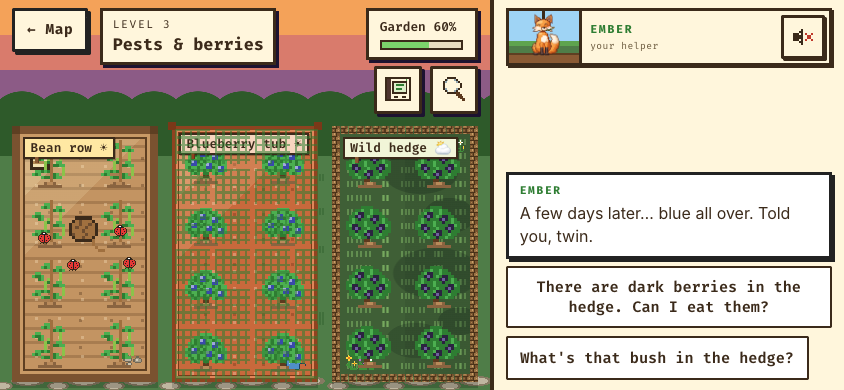 ← Map
LEVEL 3
Pests & berries
Garden 60%
Bean row ☀
Blueberry tub
Wild hedge ⛅
EMBER
your helper
EMBER
A few days later... blue all over. Told
you, twin.
There are dark berries in the
hedge. Can I eat them?
What's that bush in the hedge?